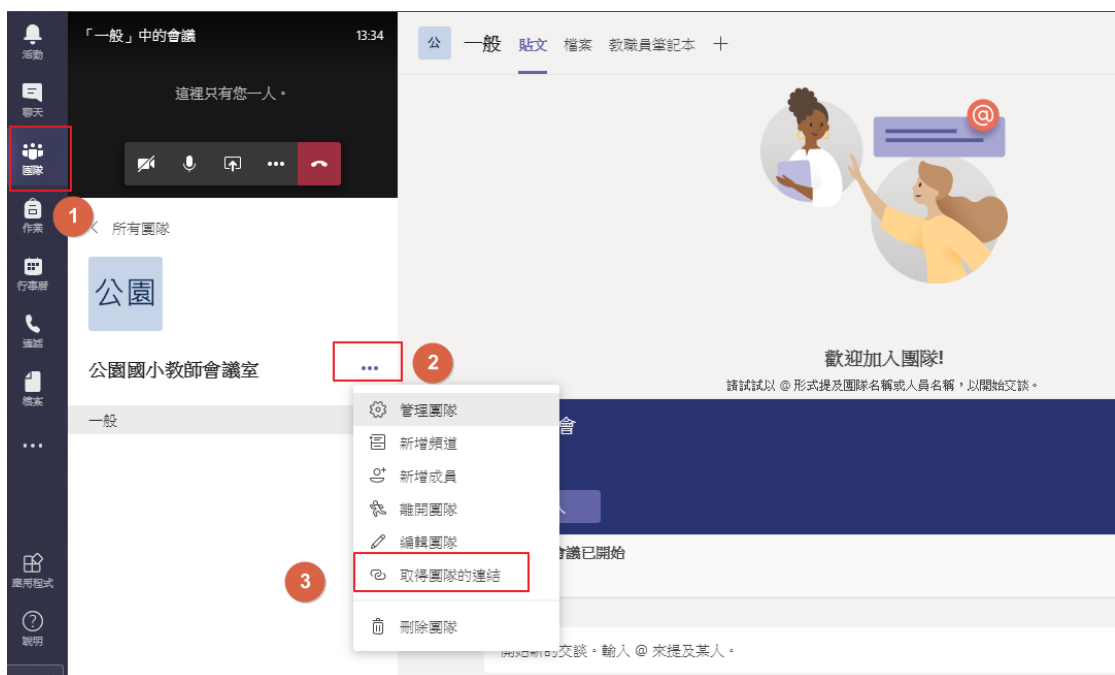 活動
聊天
團隊
作業
行事曆
通話
檔案
應用程式
說明
「一般」中的會議
13:34
這裡只有您一人。
1
所有團隊
公園
公園國小教師會議室
2
一般
管理團隊
新增頻道
新增成員
離開團隊
編輯團隊
取得團隊的連結
3
刪除團隊
公 一般 貼文 檔案 教職員筆記本
@
歡迎加入團隊!
請試試以 @ 形式提及團隊名稱或人員名稱,以開始交談。
會
會議已開始
開始新的交談。輸入 @ 來提及某人。